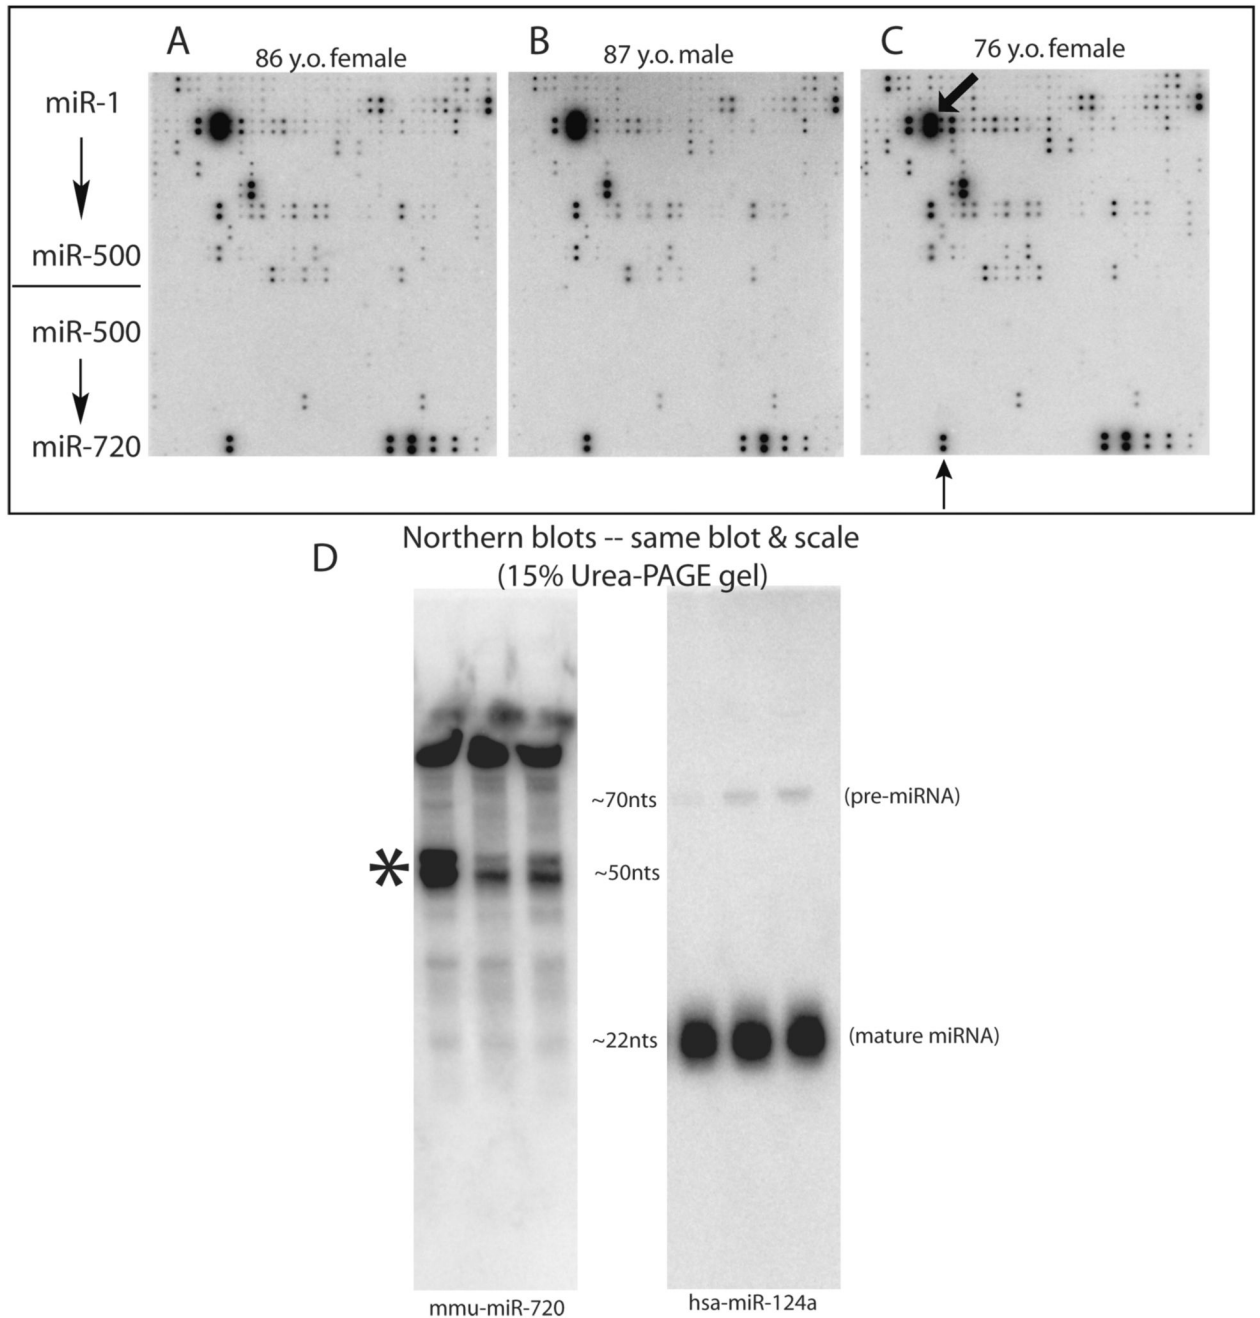 A
B
C
86 y.o. female
87 y.o. male
76 y.o. female
miR-1
miR-500
miR-500
miR-720
D
Northern blots -- same blot & scale
(15% Urea-PAGE gel)
~70nts
(pre-miRNA)
*
~50nts
~22nts
(mature miRNA)
mmu-miR-720
hsa-miR-124a